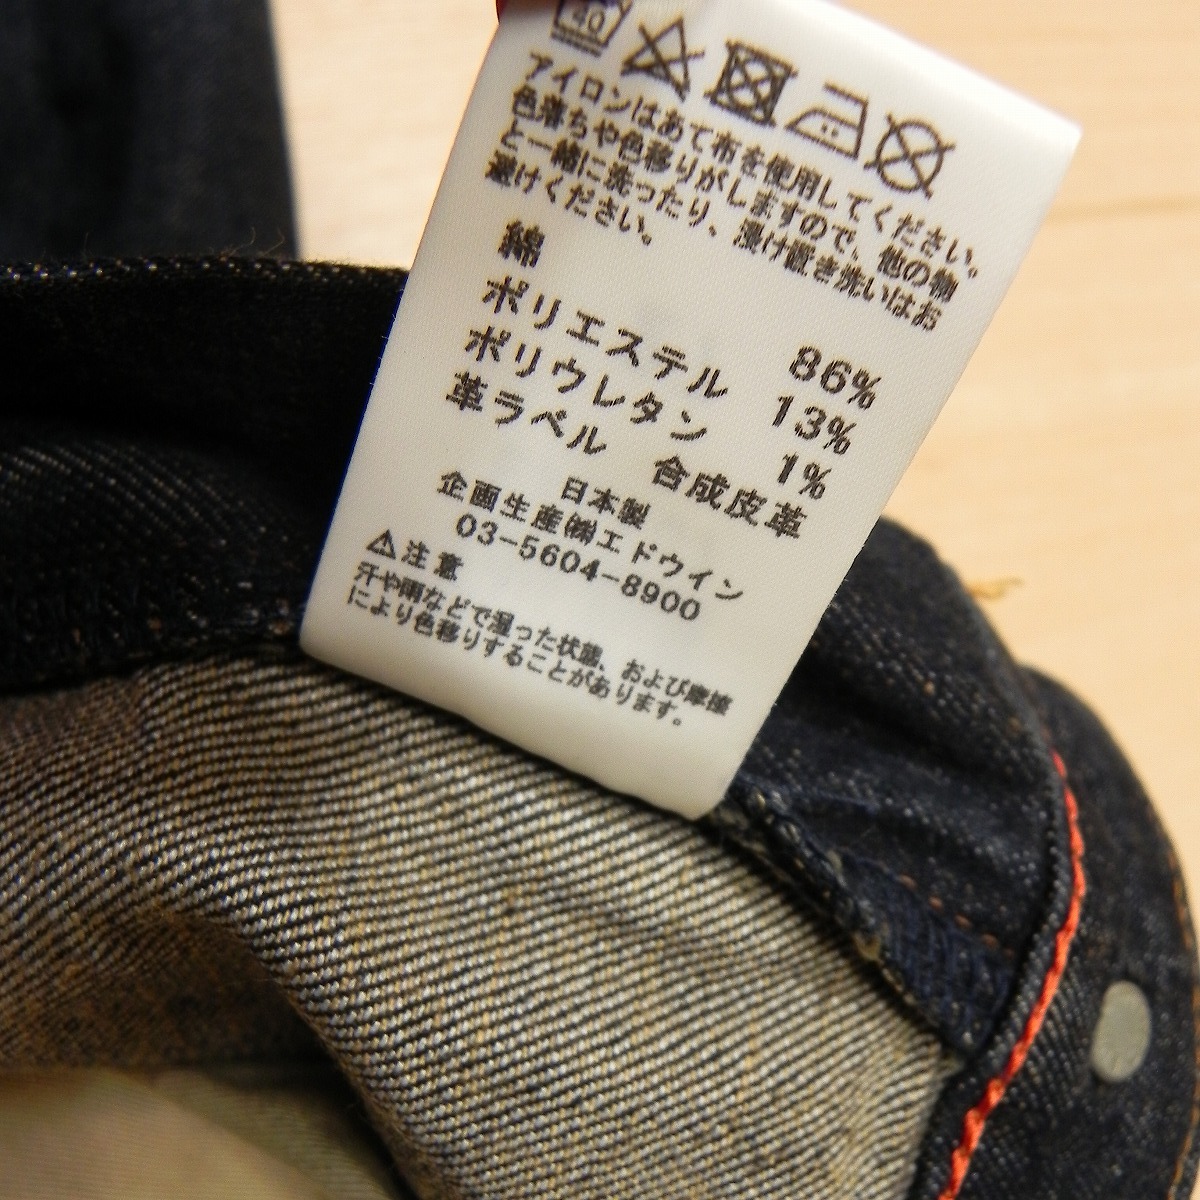 40
アイロンはあて布を使用してください。
色落ちや色移りがしますので、他の物
と一緒に洗ったり、漬け置き洗いはお
避けください。
綿 86%
ポリエステル 13%
ポリウレタン 1%
革ラベル 合成皮革
日本製
企画生産㈱エドウイン
03-5604-8900
⚠注意
汗や雨などで湿った状態、および摩擦
により色移りすることがあります。